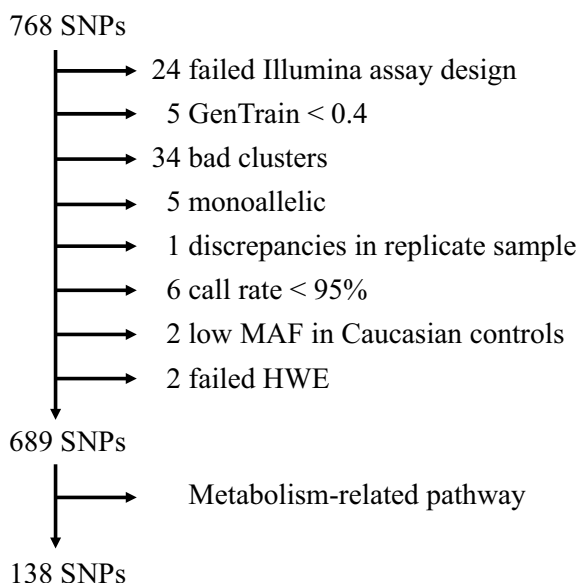 768 SNPs
24 failed Illumina assay design
5 GenTrain < 0.4
34 bad clusters
5 monoallelic
1 discrepancies in replicate sample
6 call rate < 95%
2 low MAF in Caucasian controls
2 failed HWE
689 SNPs
Metabolism-related pathway
138 SNPs